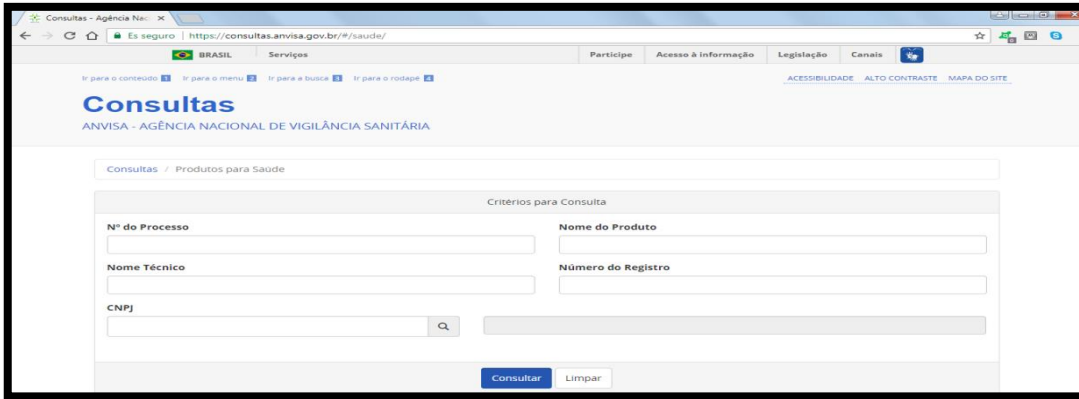 Consultas - Agência Nac
Es seguro | https://consultas.anvisa.gov.br/#/saude/
BRASIL Serviços Participe Acesso à informação Legislação Canais
Ir para o conteúdo 1 Ir para o menu 2 Ir para a busca 3 Ir para o rodapé 4 ACESSIBILIDADE ALTO CONTRASTE MAPA DO SITE
Consultas
ANVISA - AGÊNCIA NACIONAL DE VIGILÂNCIA SANITÁRIA
Consultas / Produtos para Saúde
Critérios para Consulta
Nº do Processo Nome do Produto
Nome Técnico Número do Registro
CNPJ
Consultar Limpar